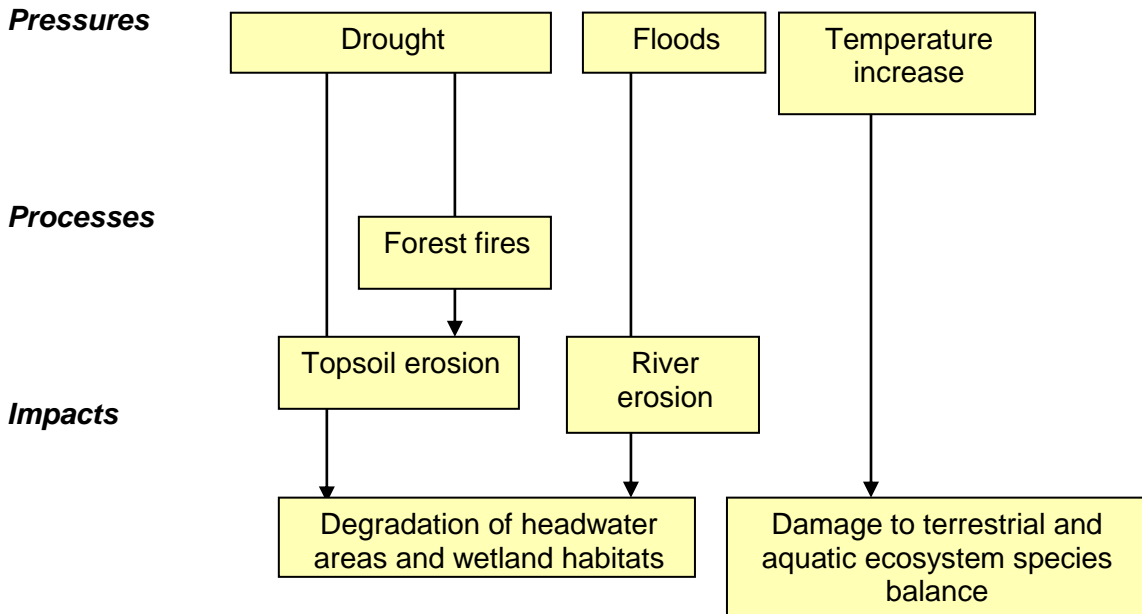 Pressures
Drought
Floods
Temperature
increase
Processes
Forest fires
Topsoil erosion
River
erosion
Impacts
Degradation of headwater
areas and wetland habitats
Damage to terrestrial and
aquatic ecosystem species
balance